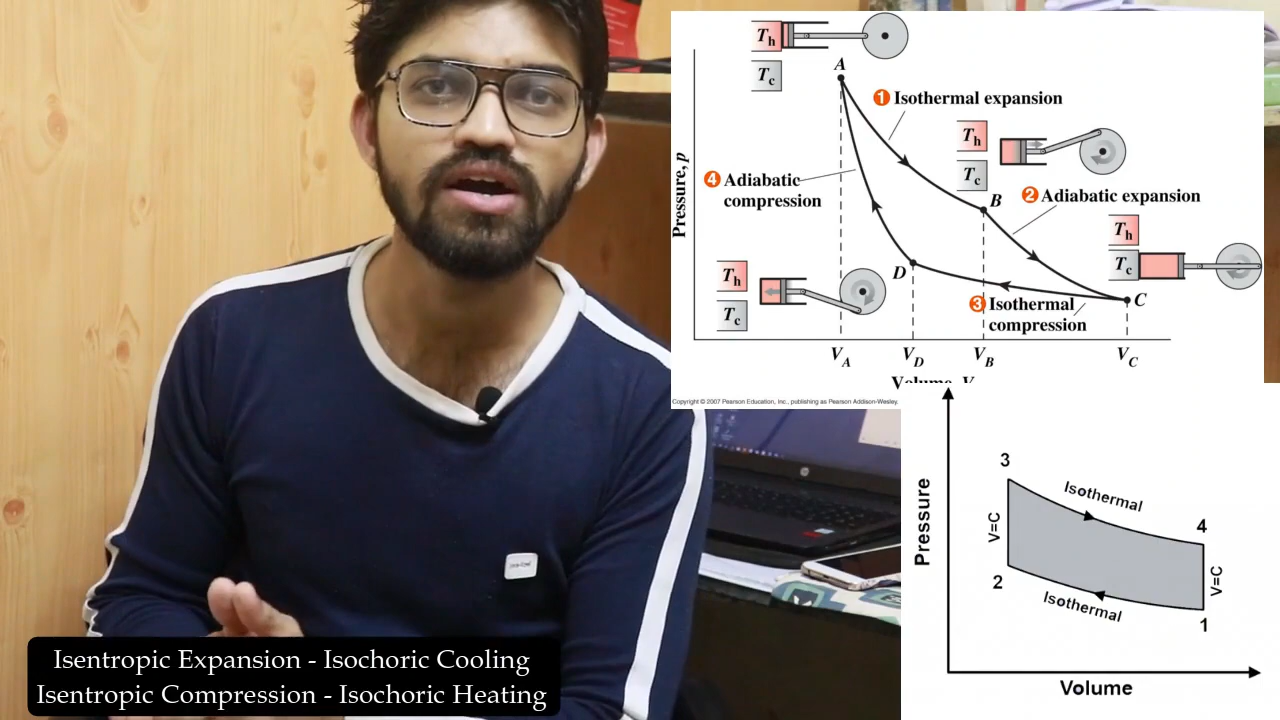 Th
Tc
A
1 Isothermal expansion
Th
Tc
4 Adiabatic
compression
B
2 Adiabatic expansion
Th
Tc
Pressure, p
D
Th
Tc
C
3 Isothermal
compression
VA
VD
VB
VC
Volume, V
Copyright © 2007 Pearson Education, Inc., publishing as Pearson Addison-Wesley.
3
Isothermal
4
V=C
Pressure
V=C
2
Isothermal
1
Volume
hp
Isentropic Expansion - Isochoric Cooling
Isentropic Compression - Isochoric Heating